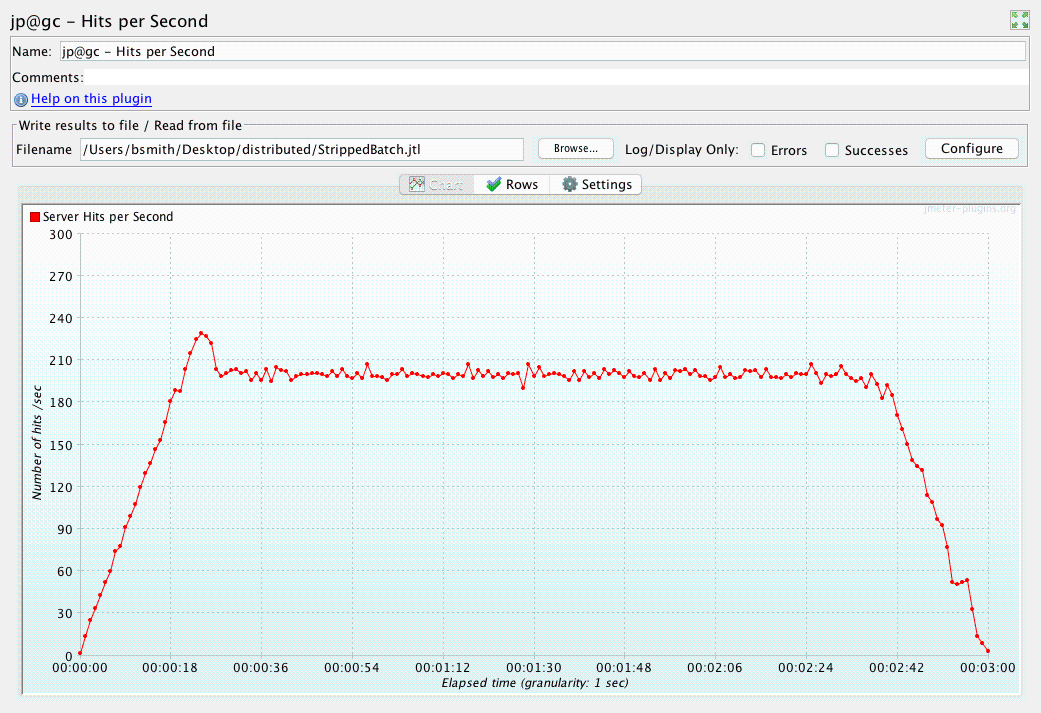 jp@gc - Hits per Second
Name: jp@gc - Hits per Second
Comments:
Help on this plugin
Write results to file / Read from file
Filename /Users/bsmith/Desktop/distributed/StrippedBatch.jtl Browse... Log/Display Only: Errors Successes Configure
Chart Rows Settings
jmeter-plugins.org
Server Hits per Second
300
270
240
210
180
150
120
90
60
30
0
Number of hits /sec
00:00:00 00:00:18 00:00:36 00:00:54 00:01:12 00:01:30 00:01:48 00:02:06 00:02:24 00:02:42 00:03:00
Elapsed time (granularity: 1 sec)